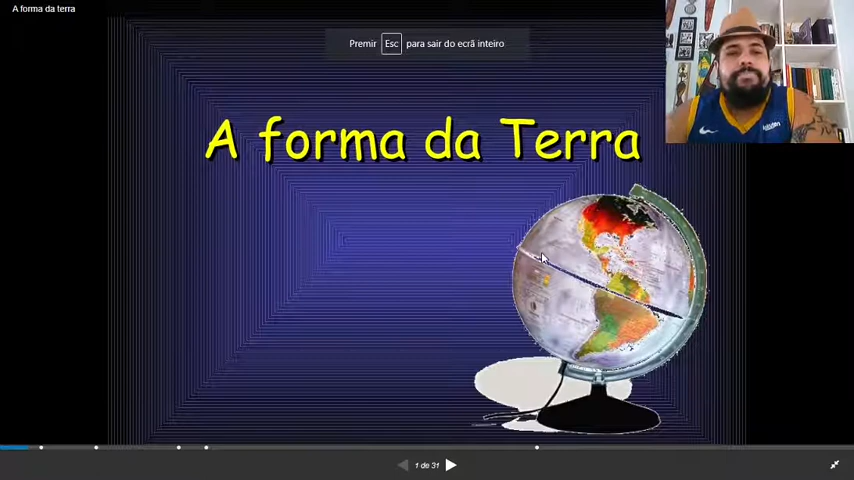 A forma da terra
Premir Esc para sair do ecrã inteiro
A forma da Terra
1 de 31